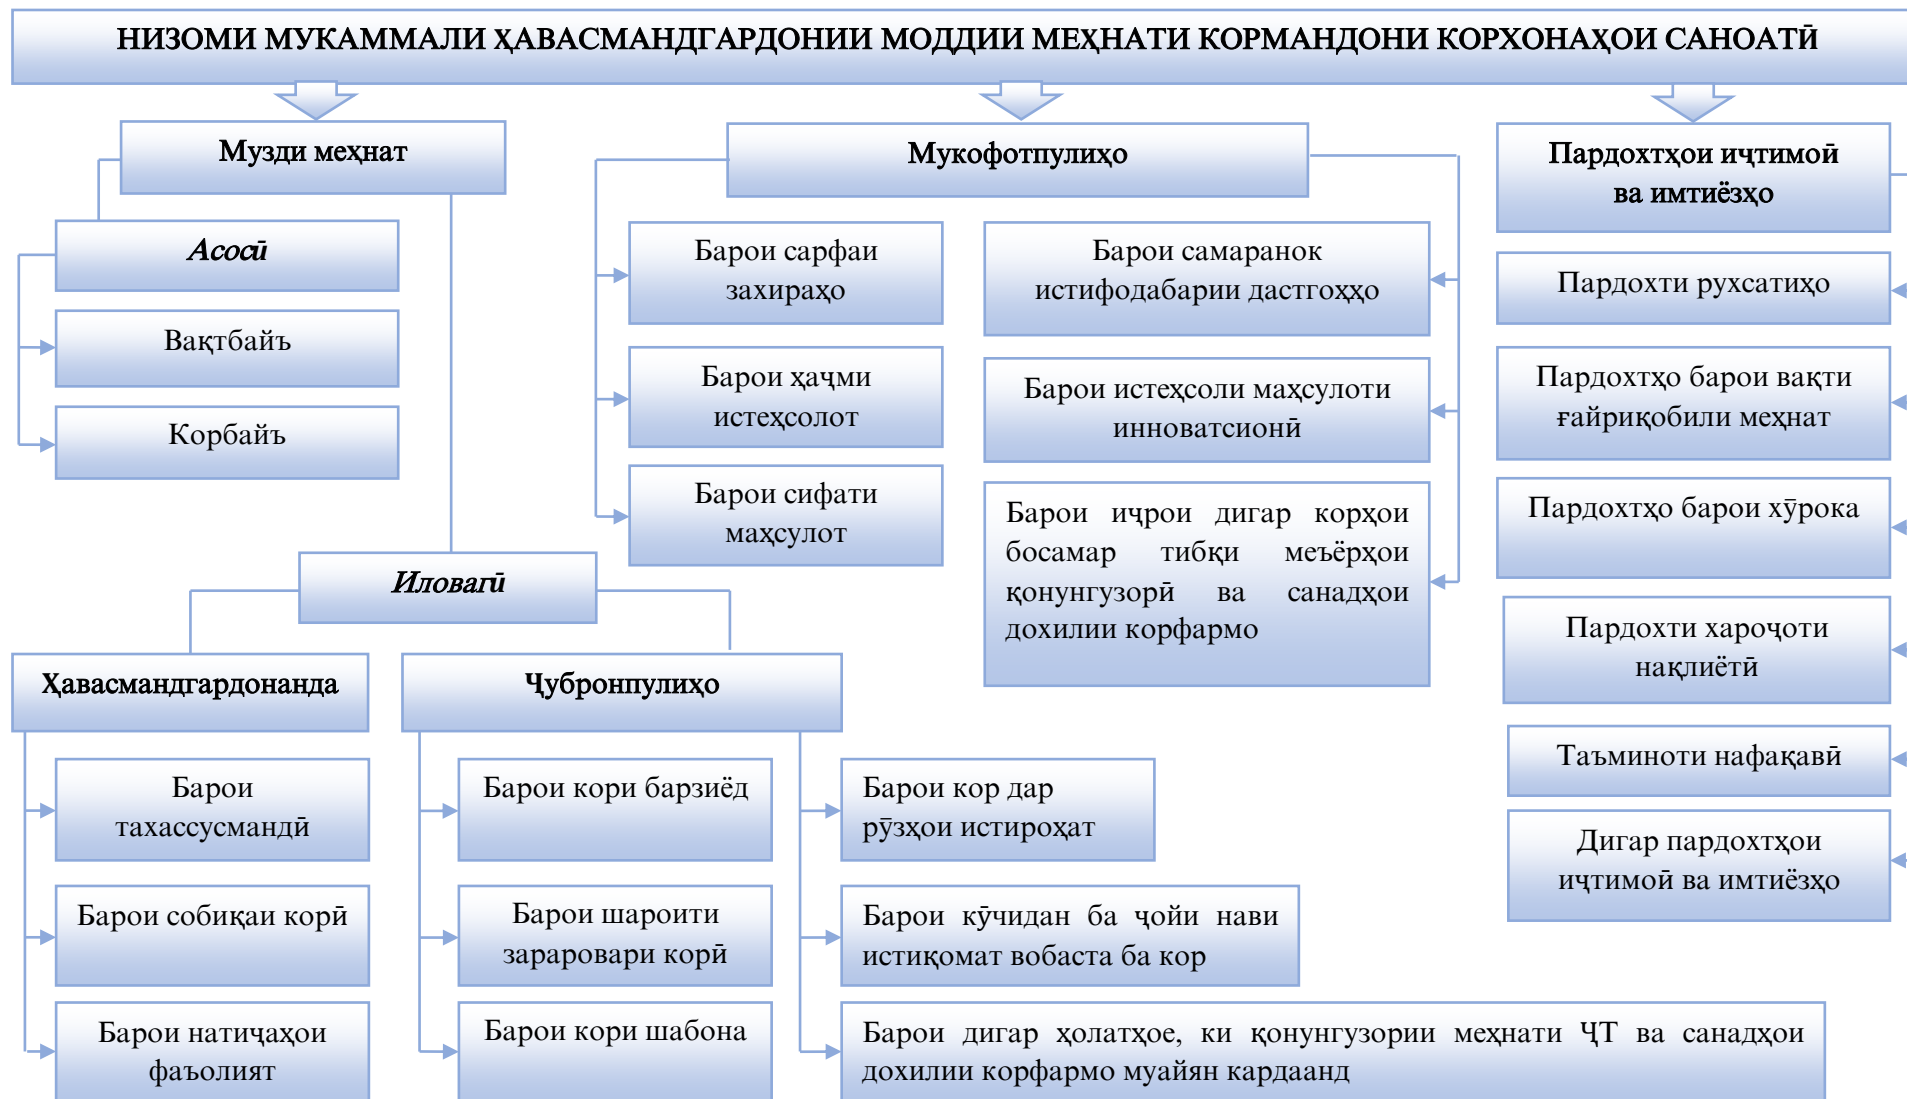 НИЗОМИ МУКАММАЛИ ҲАВАСМАНДГАРДОНИИ МОДДИИ МЕҲНАТИ КОРМАНДОНИ КОРХОНАҲОИ САНОАТӢ
Музди меҳнат
Асосӣ
Вақтбайъ
Корбайъ
Иловагӣ
Ҳавасмандгардонанда
Барои
тахассусмандӣ
Барои собиқаи корӣ
Барои натиҷаҳои
фаъолият
Ҷубронпулиҳо
Барои кори барзиёд
Барои шароити
зараровари корӣ
Барои кори шабона
Барои кор дар
рӯзҳои истироҳат
Барои кӯчидан ба ҷойи нави
истиқомат вобаста ба кор
Барои дигар ҳолатҳое, ки қонунгузории меҳнати ҶТ ва санадҳои
дохилии корфармо муайян кардаанд
Мукофотпулиҳо
Барои сарфаи
захираҳо
Барои ҳаҷми
истеҳсолот
Барои сифати
маҳсулот
Барои самаранок
истифодабарии дастгоҳҳо
Барои истеҳсоли маҳсулоти
инноватсионӣ
Барои иҷрои дигар корҳои
босамар тибқи меъёрҳои
қонунгузорӣ ва санадҳои
дохилии корфармо
Пардохтҳои иҷтимоӣ
ва имтиёзҳо
Пардохти рухсатиҳо
Пардохтҳо барои вақти
ғайриқобили меҳнат
Пардохтҳо барои хӯрока
Пардохти хароҷоти
нақлиётӣ
Таъминоти нафақавӣ
Дигар пардохтҳои
иҷтимоӣ ва имтиёзҳо